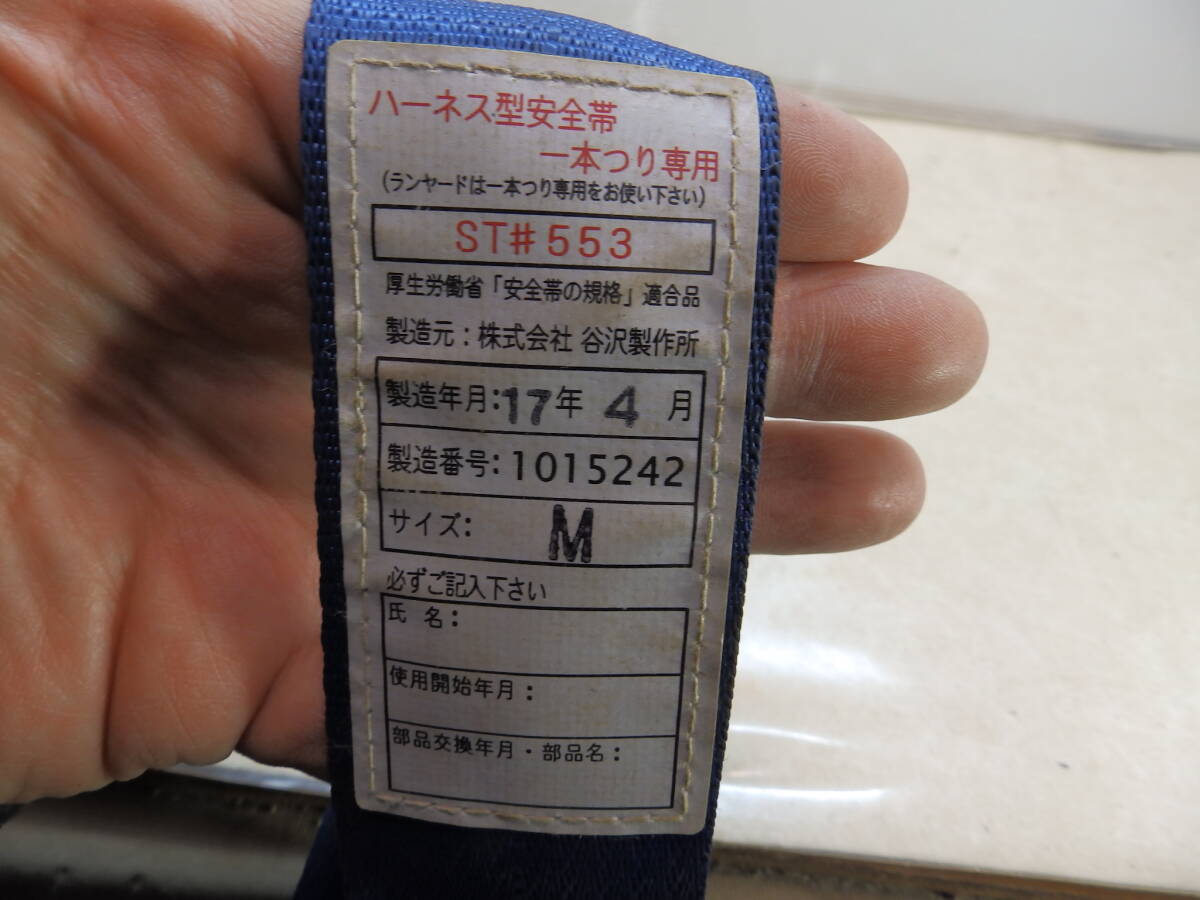 ハーネス型安全帯
一本つり専用
(ランヤードは一本つり専用をお使い下さい)
ST#553
厚生労働省「安全帯の規格」適合品
製造元:株式会社 谷沢製作所
製造年月:17年 4 月
製造番号:1015242
サイズ: M
必ずご記入下さい
氏 名:
使用開始年月:
部品交換年月・部品名: